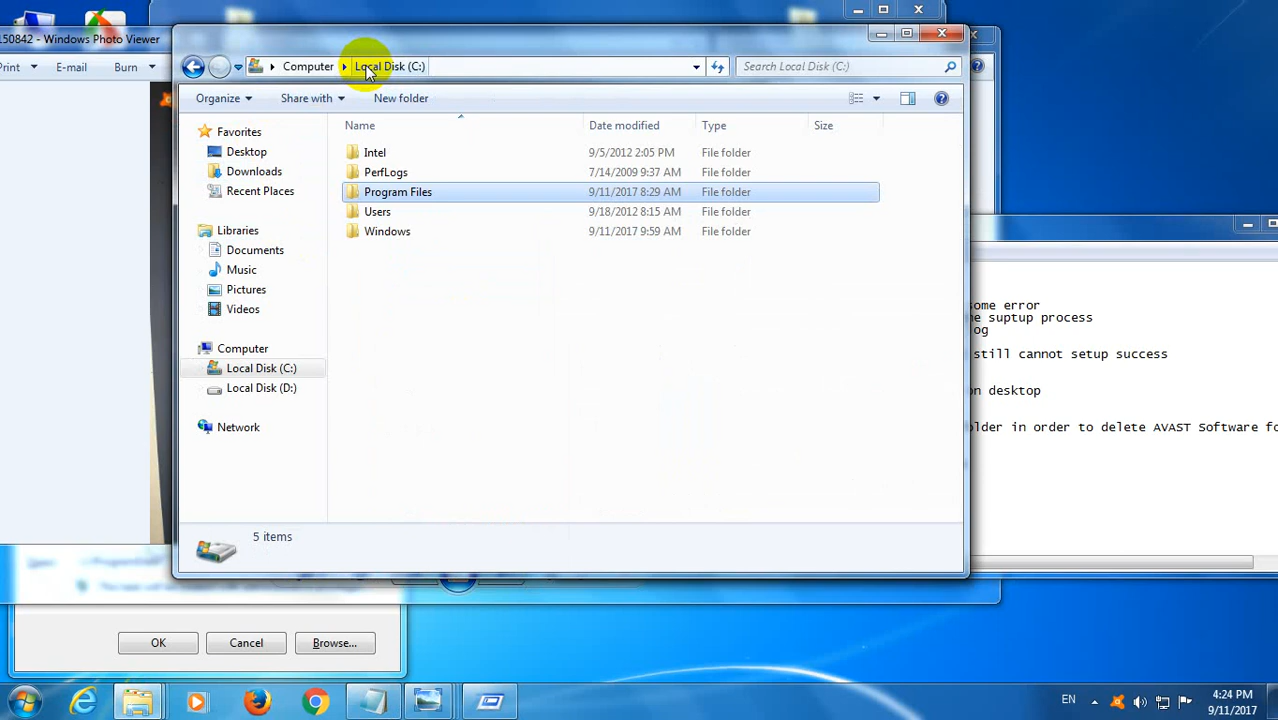 150842 - Windows Photo Viewer
Print
E-mail
Burn
Computer
Local Disk (C:)
Search Local Disk (C:)
Organize
Share with
New folder
Name
Date modified
Type
Size
Favorites
Desktop
Downloads
Recent Places
Libraries
Documents
Music
Pictures
Videos
Computer
Local Disk (C:)
Local Disk (D:)
Network
Intel 9/5/2012 2:05 PM File folder
PerfLogs 7/14/2009 9:37 AM File folder
Program Files 9/11/2017 8:29 AM File folder
Users 9/18/2012 8:15 AM File folder
Windows 9/11/2017 9:59 AM File folder
5 items
some error
suptup process
still cannot setup success
on desktop
older in order to delete AVAST Software fo
OK
Cancel
Browse...
EN
4:24 PM
9/11/2017